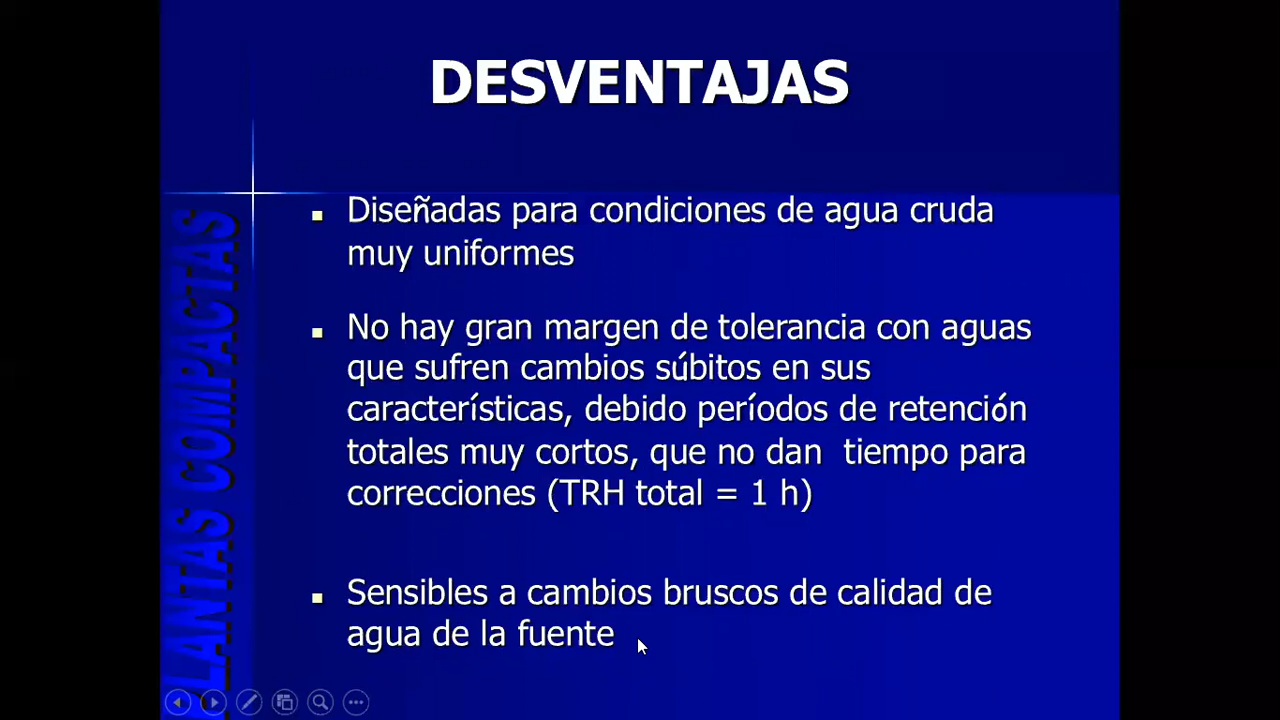 DESVENTAJAS
Diseñadas para condiciones de agua cruda
muy uniformes
No hay gran margen de tolerancia con aguas
que sufren cambios súbitos en sus
características, debido períodos de retención
totales muy cortos, que no dan tiempo para
correcciones (TRH total = 1 h)
Sensibles a cambios bruscos de calidad de
agua de la fuente
LANTAS COMPACTAS